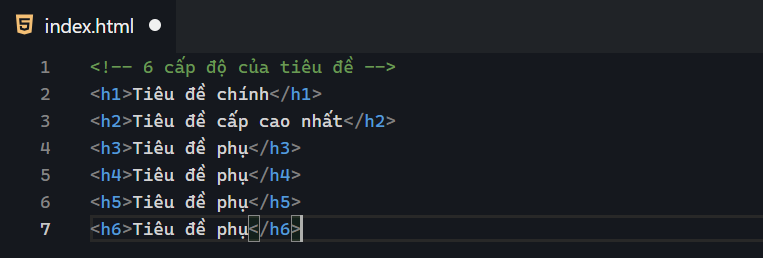 index.html
1 <!-- 6 cấp độ của tiêu đề -->
2 <h1>Tiêu đề chính</h1>
3 <h2>Tiêu đề cấp cao nhất</h2>
4 <h3>Tiêu đề phụ</h3>
5 <h4>Tiêu đề phụ</h4>
6 <h5>Tiêu đề phụ</h5>
7 <h6>Tiêu đề phụ</h6>